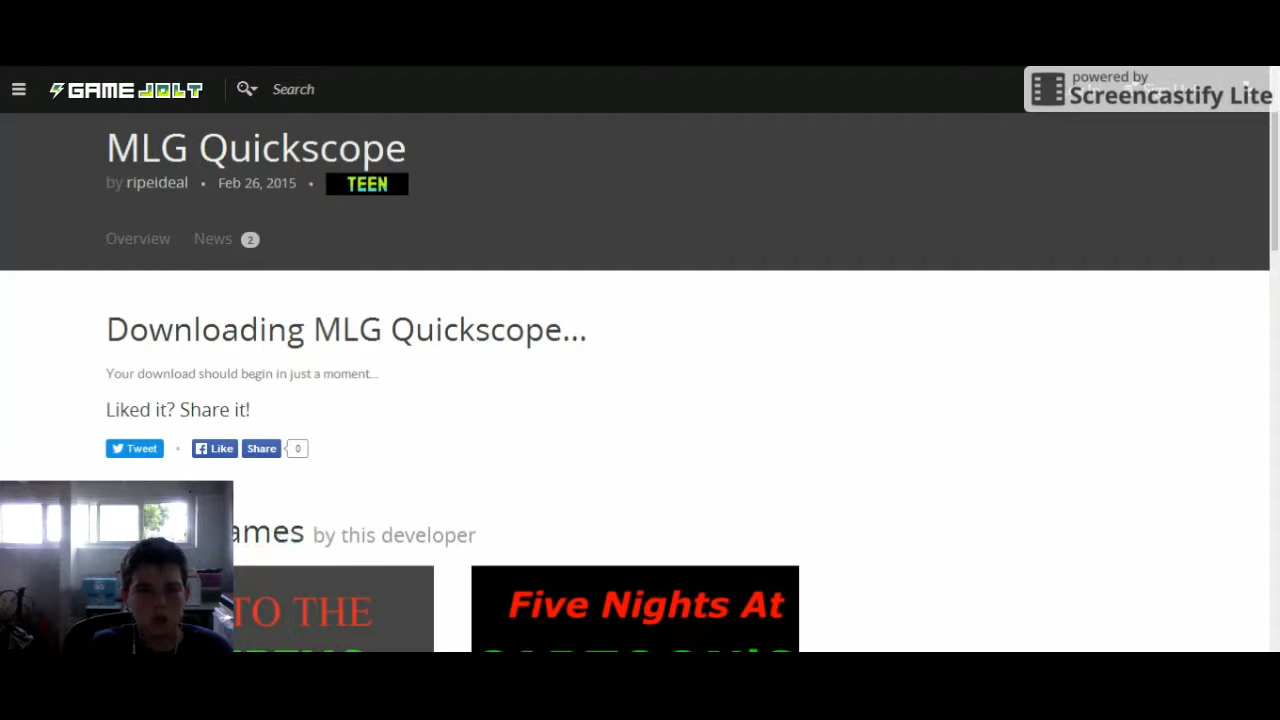 GAME JOLT
Search
powered by
Screencastify Lite
MLG Quickscope
by ripeideal • Feb 26, 2015 • TEEN
Overview News 2
Downloading MLG Quickscope...
Your download should begin in just a moment...
Liked it? Share it!
Tweet • Like Share 0
by this developer
TO THE
Five Nights At